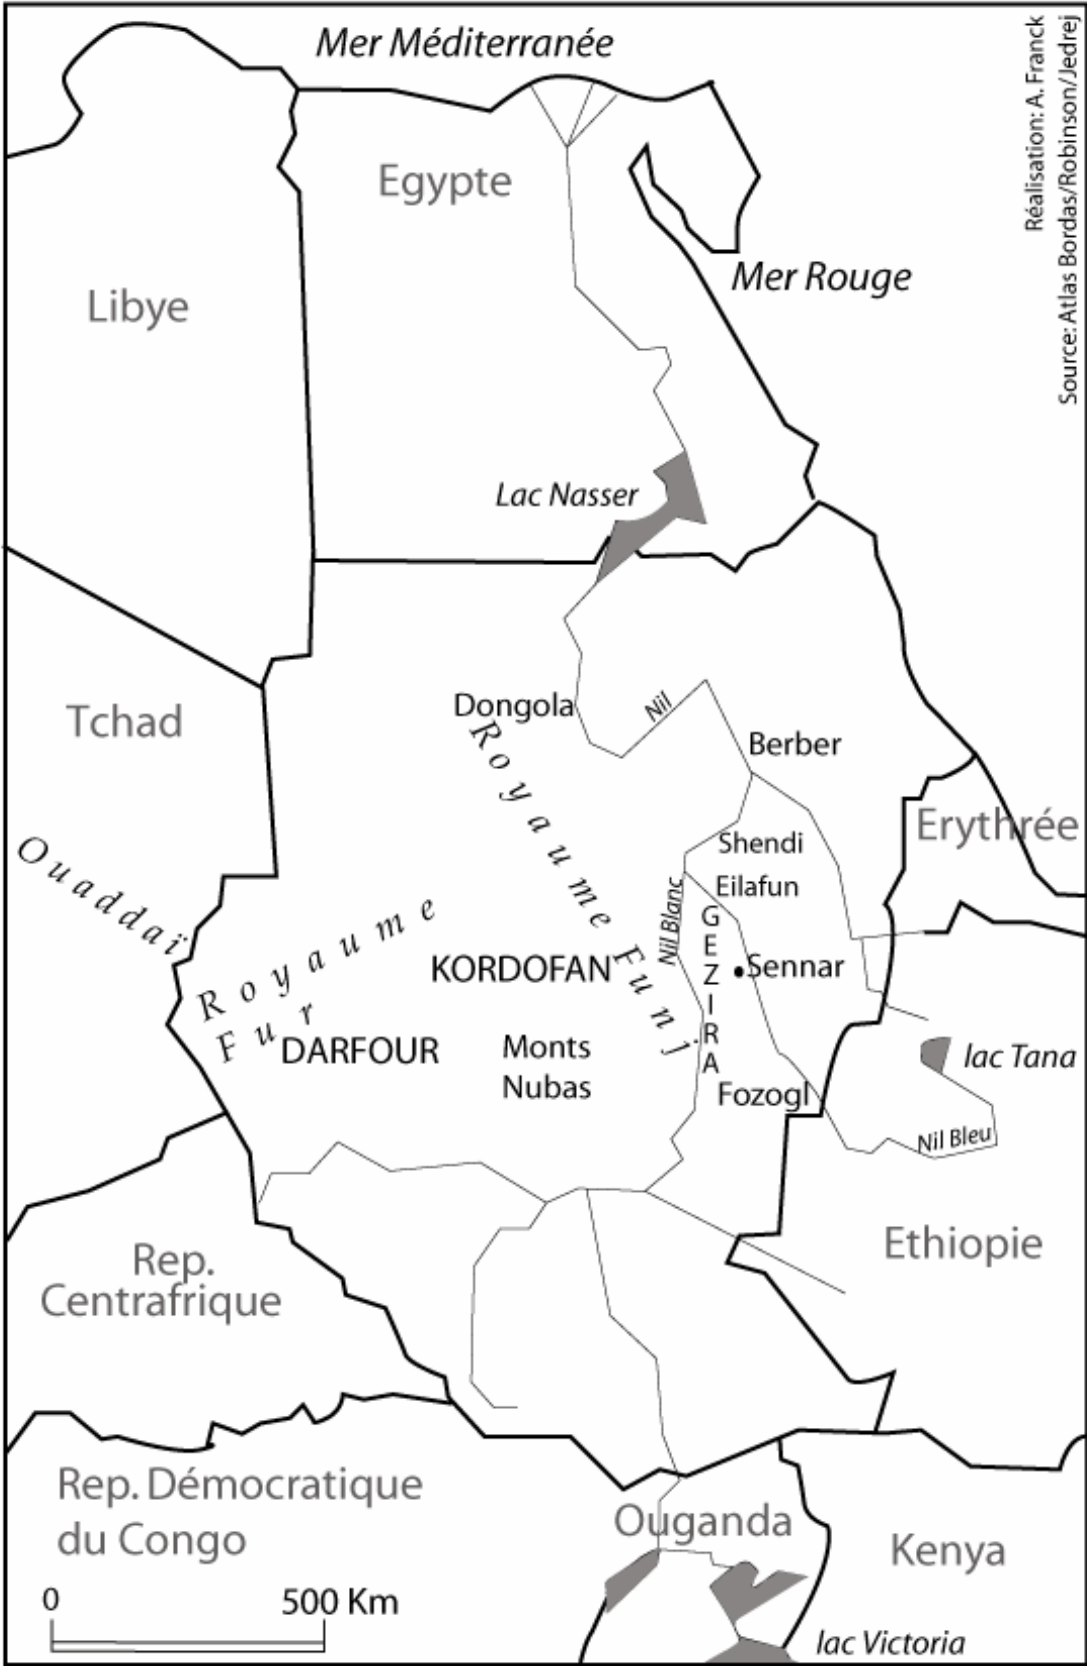 Mer Méditerranée
Réalisation: A. Franck
Source: Atlas Bordas/Robinson/Jedrej
Egypte
Mer Rouge
Libye
Lac Nasser
Tchad
Dongola
Nil
Berber
Royaume Funj
Erythrée
Shendi
Ouaddaï
Eilafun
Nil Blanc
GEZIRA
Royaume
Fur
KORDOFAN
Sennar
DARFOUR
Monts
Nubas
lac Tana
Fozogl
Nil Bleu
Ethiopie
Rep.
Centrafrique
Rep. Démocratique
du Congo
Ouganda
Kenya
0 500 Km
lac Victoria